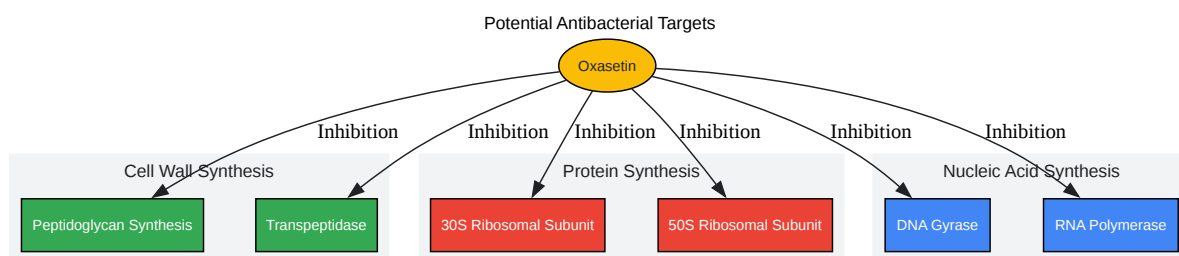 Potential Antibacterial Targets
Oxasetin
Inhibition Inhibition Inhibition Inhibition Inhibition Inhibition
Cell Wall Synthesis Protein Synthesis Nucleic Acid Synthesis
Peptidoglycan Synthesis Transpeptidase 30S Ribosomal Subunit 50S Ribosomal Subunit DNA Gyrase RNA Polymerase